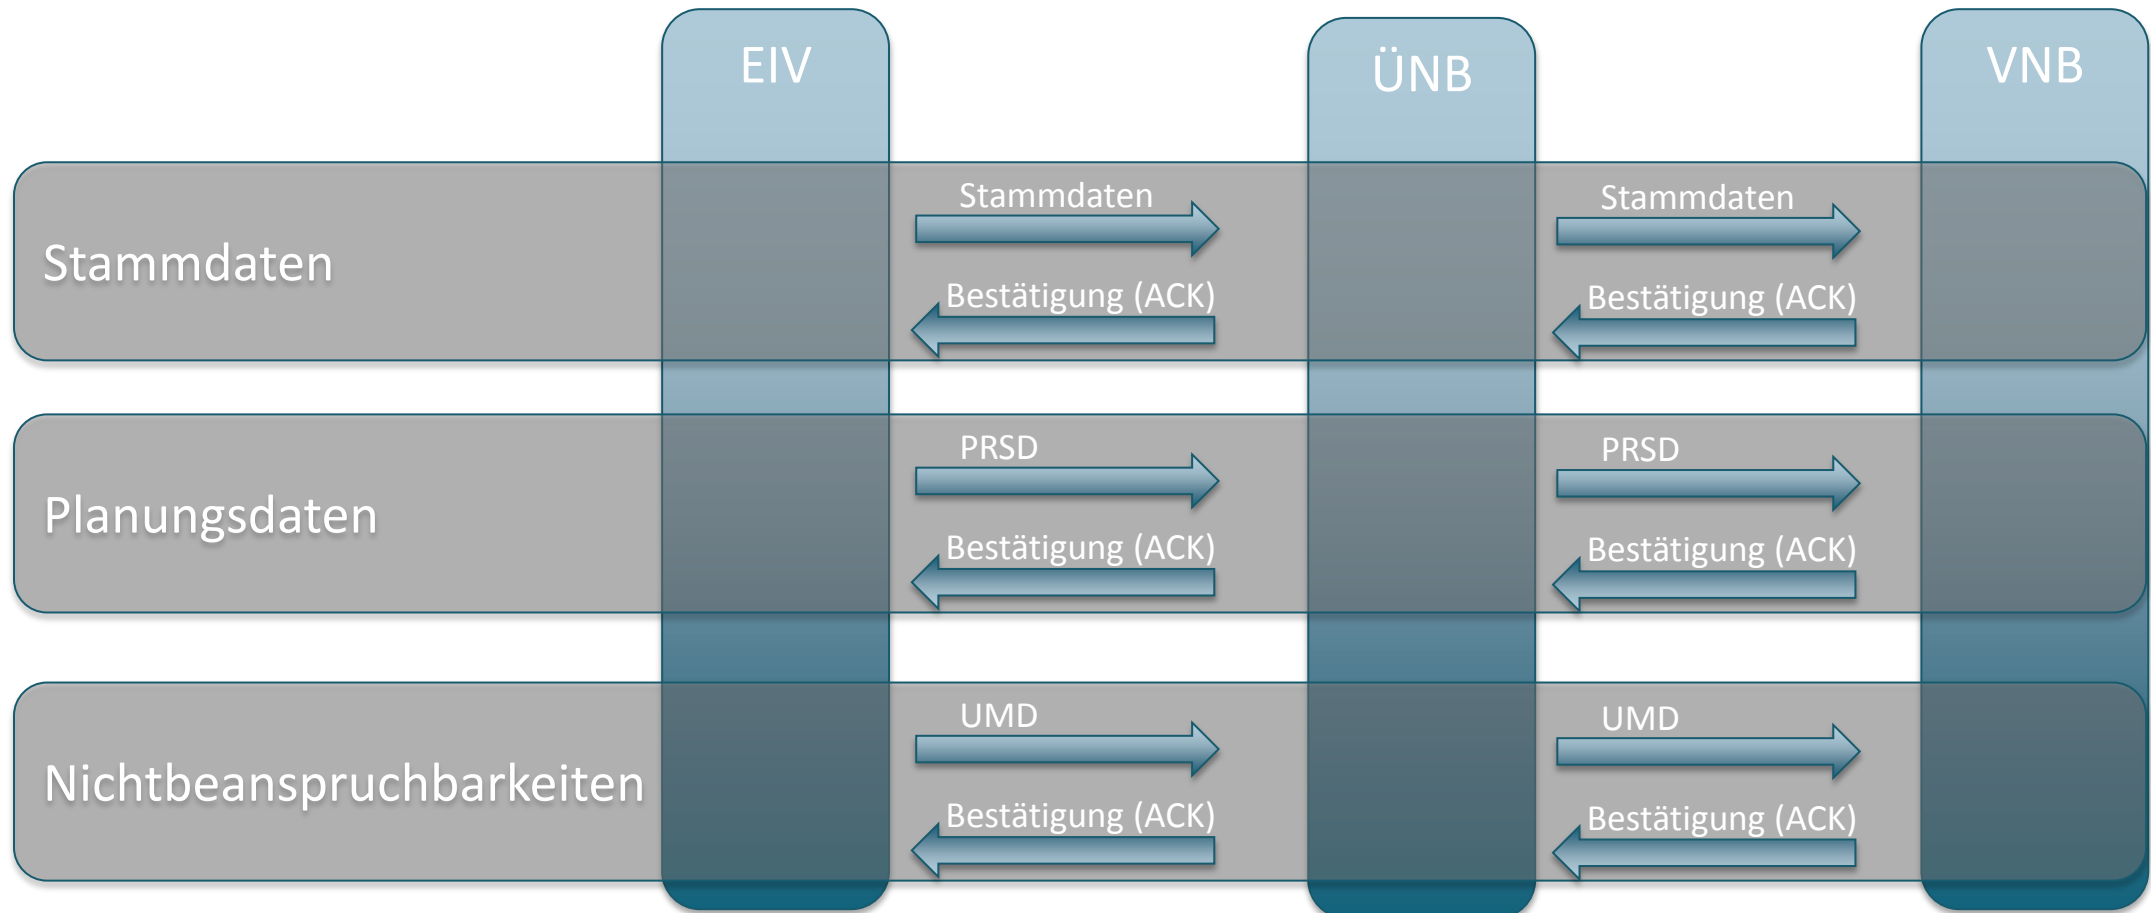 EIV
ÜNB
VNB
Stammdaten
Stammdaten
Stammdaten
Bestätigung (ACK)
Bestätigung (ACK)
Planungsdaten
PRSD
PRSD
Bestätigung (ACK)
Bestätigung (ACK)
Nichtbeanspruchbarkeiten
UMD
UMD
Bestätigung (ACK)
Bestätigung (ACK)